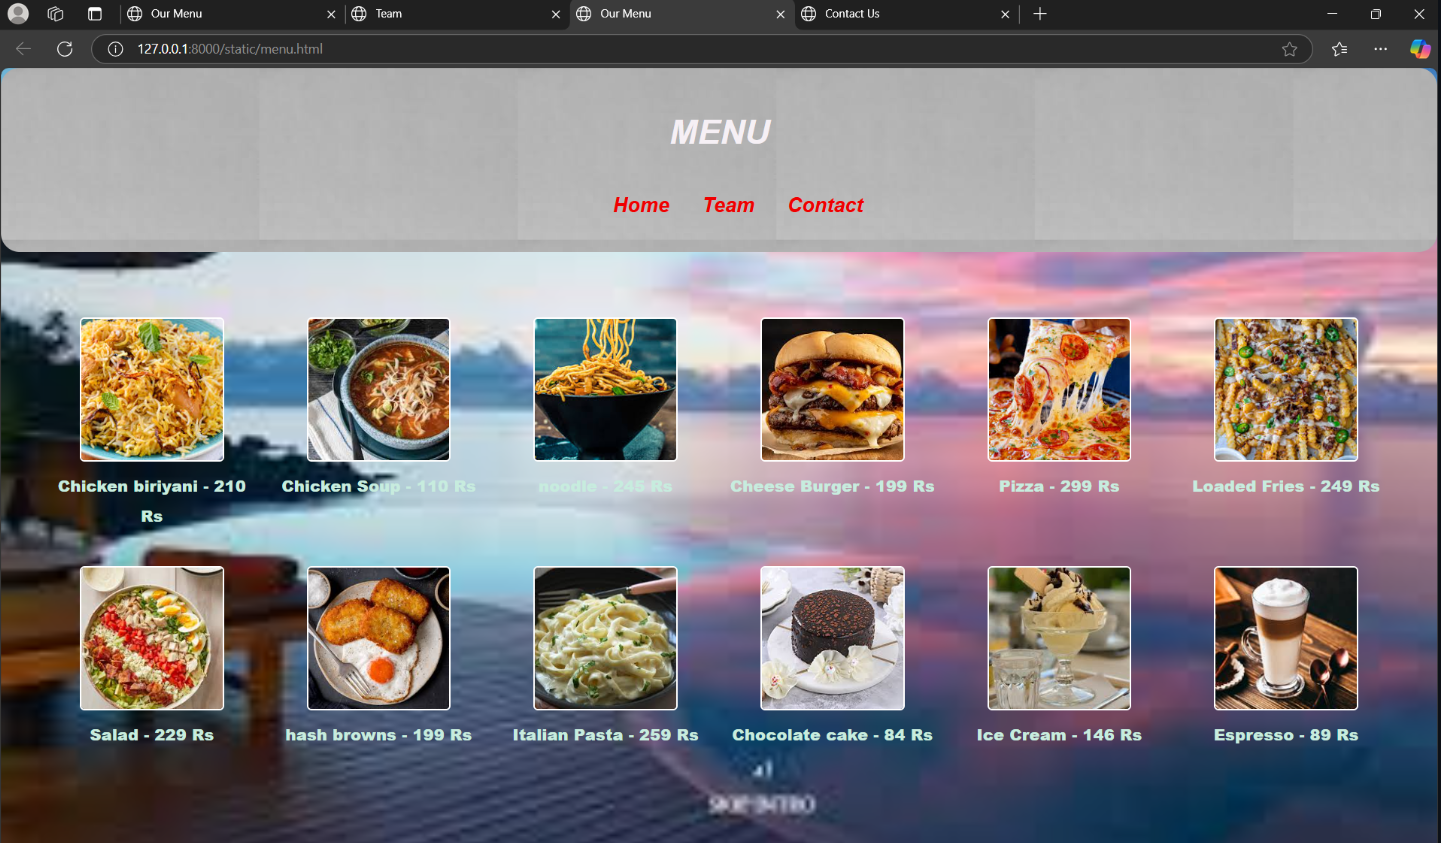 Our Menu
Team
Our Menu
Contact Us
127.0.0.1:8000/static/menu.html
MENU
Home Team Contact
Chicken biriyani - 210 Rs
Chicken Soup - 110 Rs
noodle - 245 Rs
Cheese Burger - 199 Rs
Pizza - 299 Rs
Loaded Fries - 249 Rs
Salad - 229 Rs
hash browns - 199 Rs
Italian Pasta - 259 Rs
Chocolate cake - 84 Rs
Ice Cream - 146 Rs
Espresso - 89 Rs
SKIP INTRO